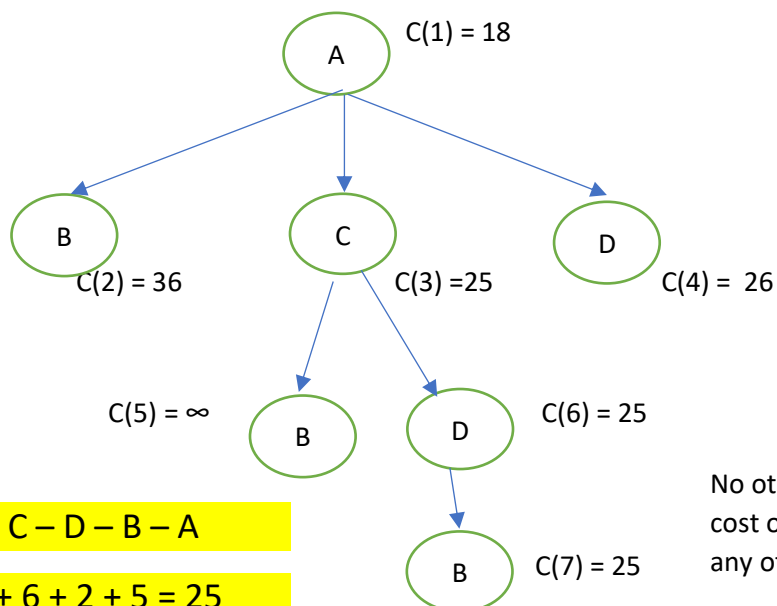 C(1) = 18
A
B
C
D
C(2) = 36
C(3) =25
C(4) = 26
C(5) = ∞
B
D
C(6) = 25
C – D – B – A
No
cost
any
B
C(7) = 25
+ 6 + 2 + 5 = 25